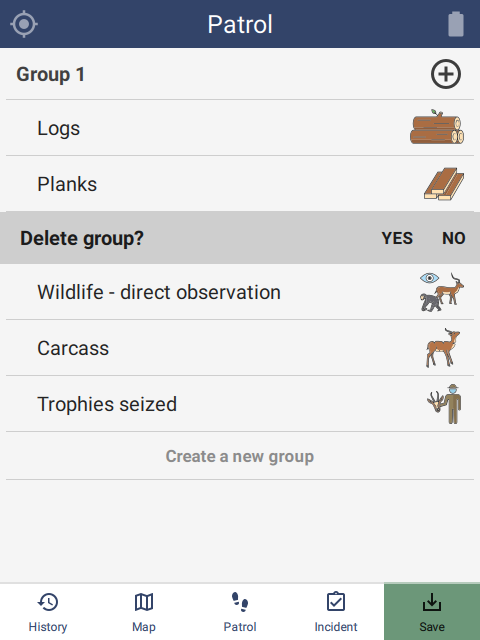 Patrol
Group 1
Logs
Planks
Delete group? YES NO
Wildlife - direct observation
Carcass
Trophies seized
Create a new group
History Map Patrol Incident Save